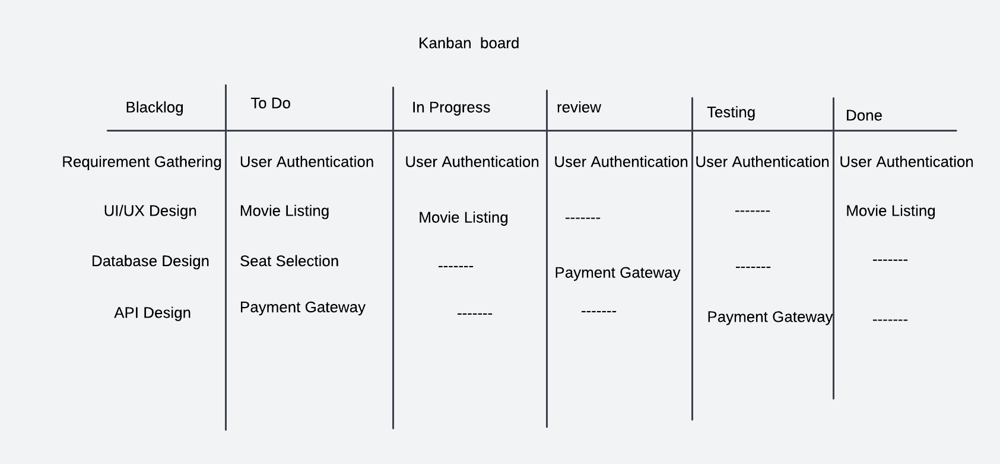 Kanban  board
Blacklog To Do In Progress review Testing Done
Requirement Gathering User Authentication User Authentication User Authentication User Authentication User Authentication
UI/UX Design Movie Listing Movie Listing ------- ------- Movie Listing
Database Design Seat Selection ------- Payment Gateway ------- -------
API Design Payment Gateway ------- ------- Payment Gateway -------